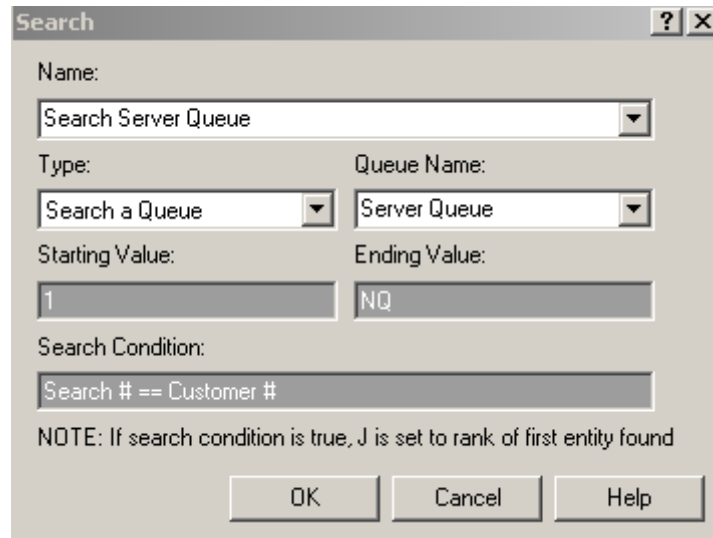 Search
Name:
Search Server Queue
Type: Queue Name:
Search a Queue Server Queue
Starting Value: Ending Value:
1 NQ
Search Condition:
Search # == Customer #
NOTE: If search condition is true, J is set to rank of first entity found
OK Cancel Help